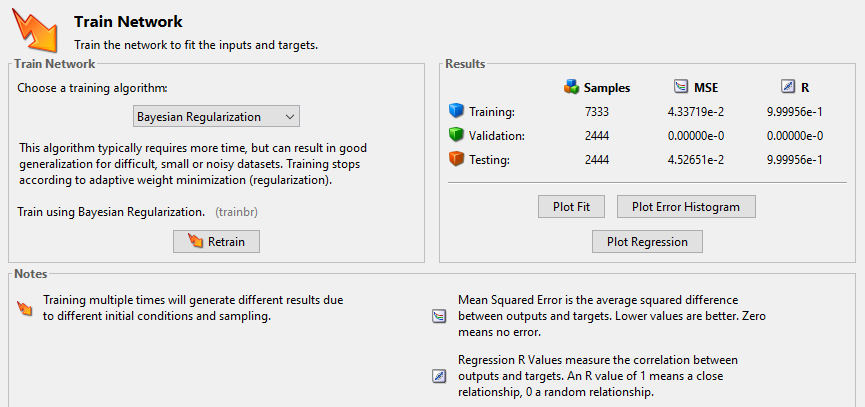 Train Network
Train the network to fit the inputs and targets.
Train Network
Choose a training algorithm:
Bayesian Regularization
This algorithm typically requires more time, but can result in good
generalization for difficult, small or noisy datasets. Training stops
according to adaptive weight minimization (regularization).
Train using Bayesian Regularization. (trainbr)
Retrain
Results
Samples MSE R
Training: 7333 4.33719e-2 9.99956e-1
Validation: 2444 0.00000e-0 0.00000e-0
Testing: 2444 4.52651e-2 9.99956e-1
Plot Fit Plot Error Histogram
Plot Regression
Notes
Training multiple times will generate different results due
to different initial conditions and sampling.
Mean Squared Error is the average squared difference
between outputs and targets. Lower values are better. Zero
means no error.
Regression R Values measure the correlation between
outputs and targets. An R value of 1 means a close
relationship, 0 a random relationship.